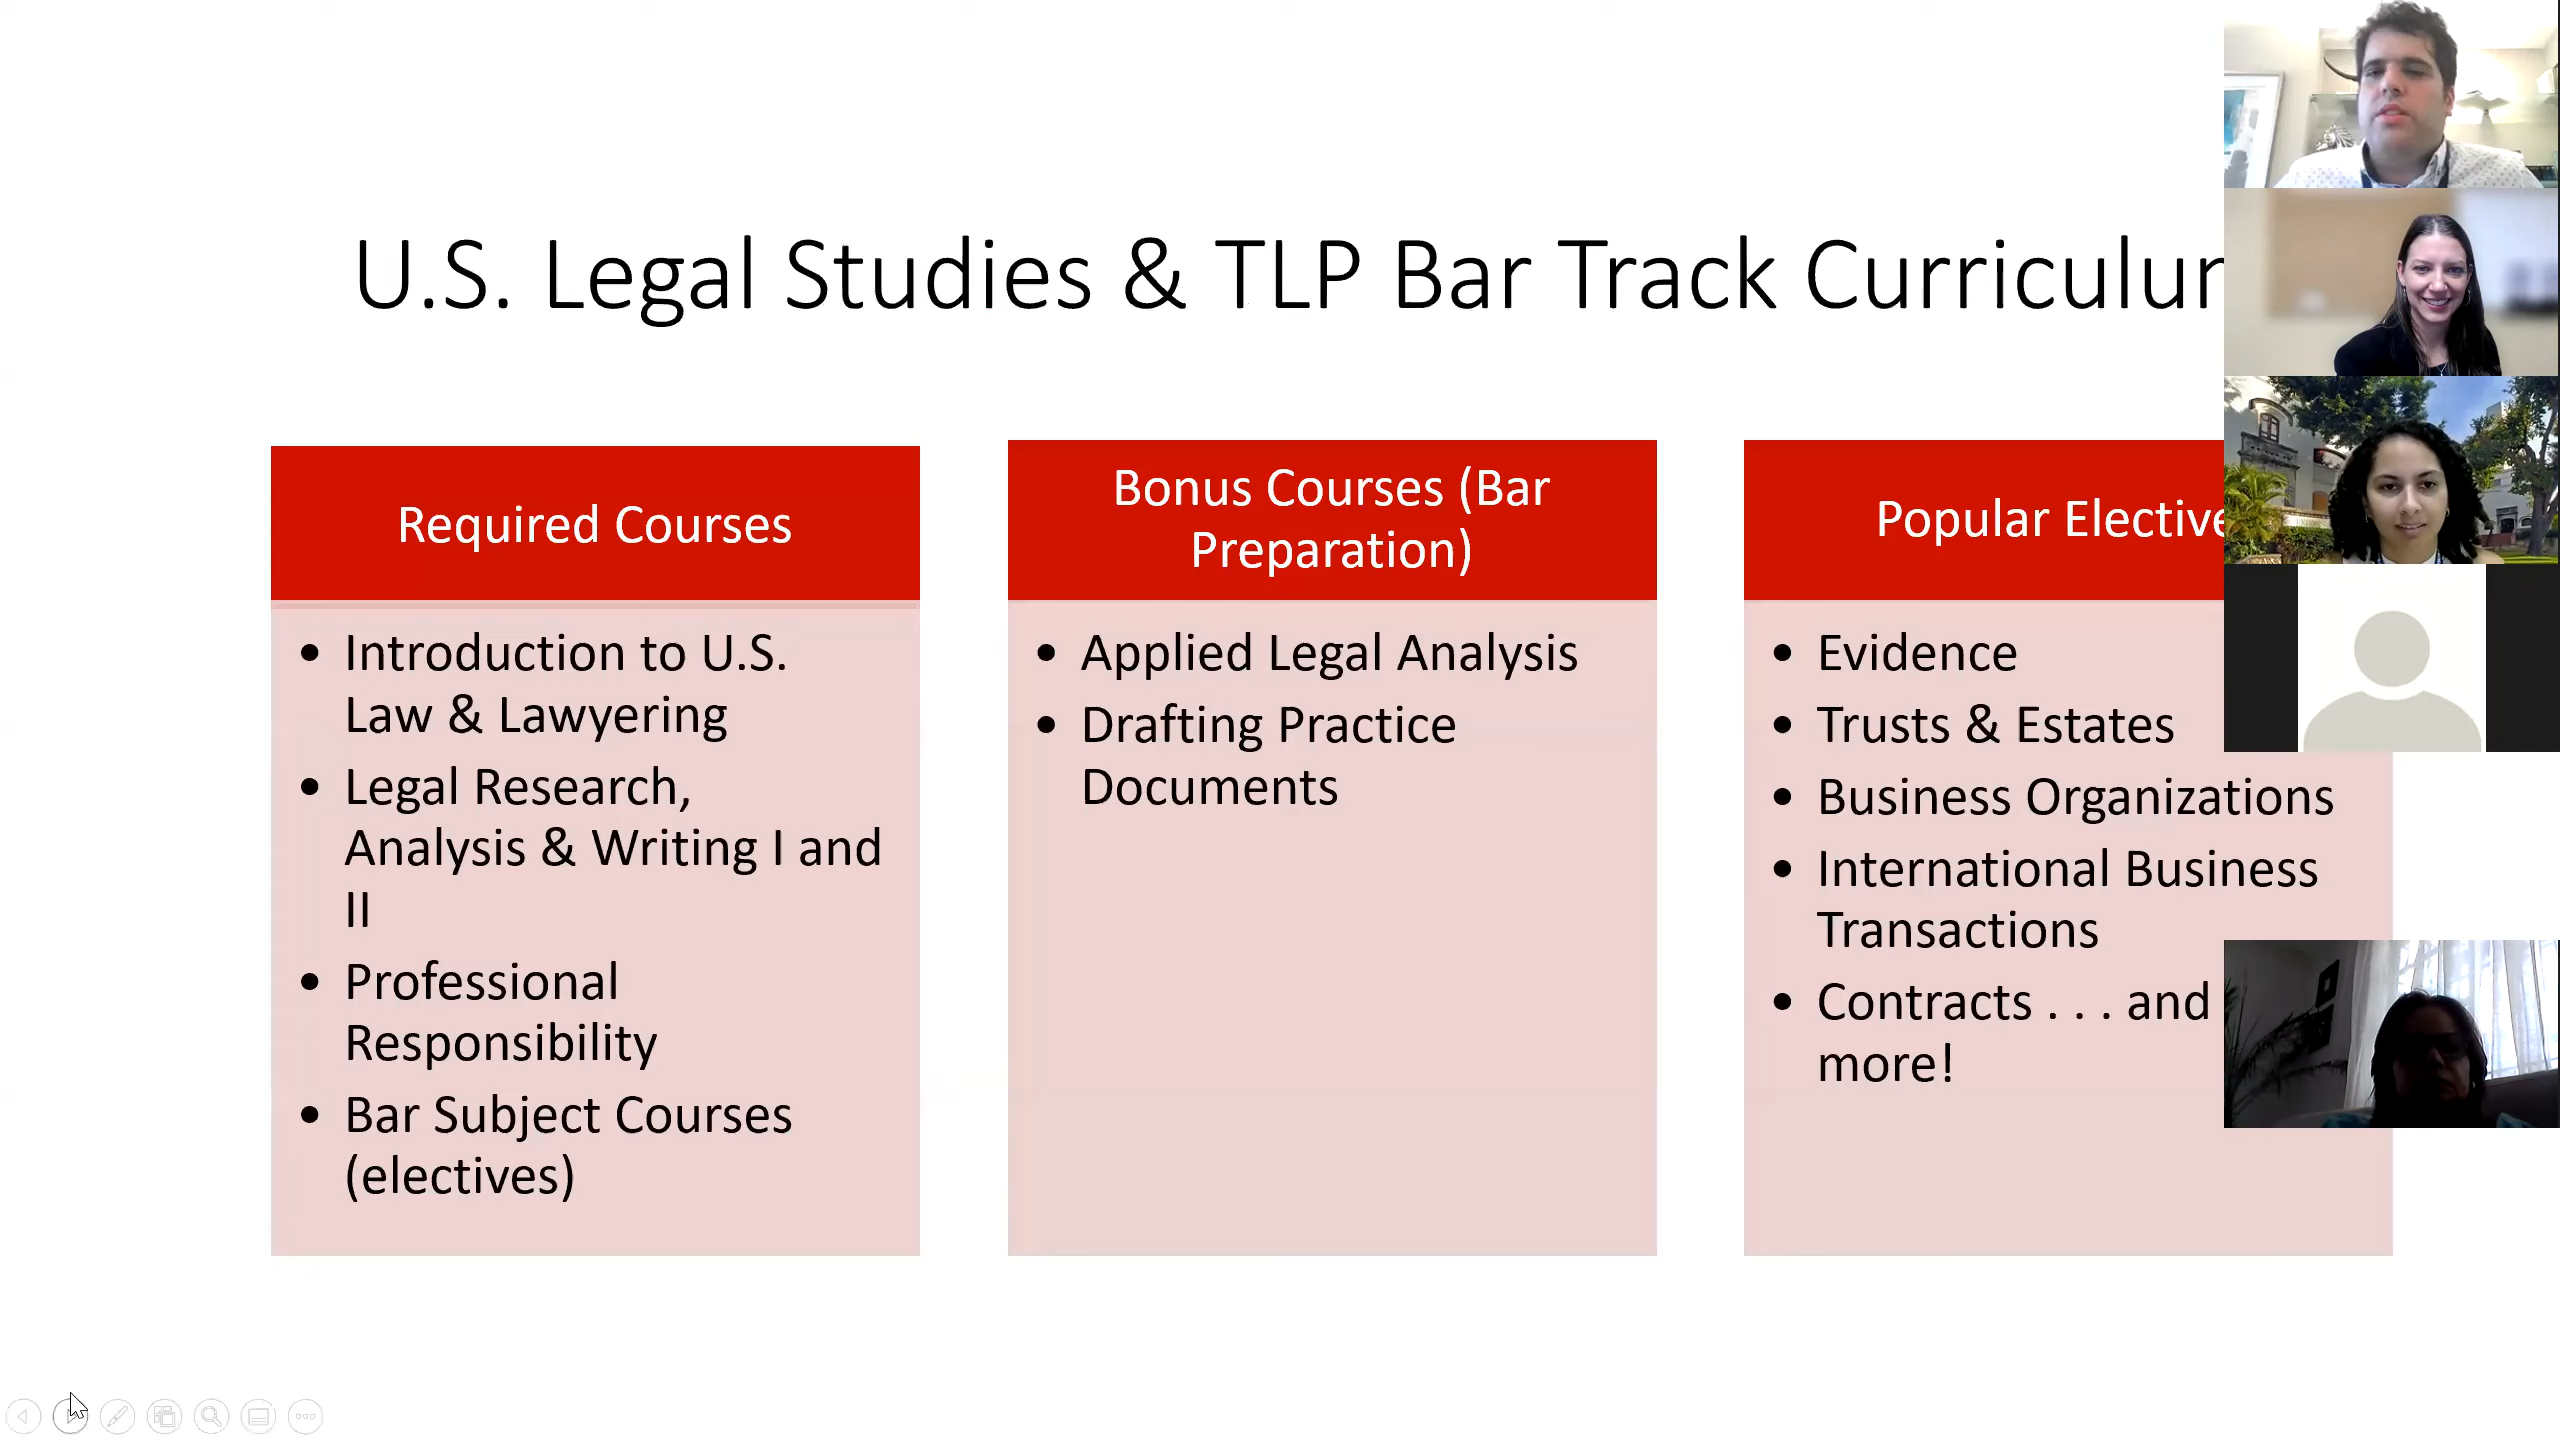 U.S. Legal Studies & TLP Bar Track
Required Courses
• Introduction to U.S.
Law & Lawyering
• Legal Research,
Analysis & Writing I and
II
• Professional
Responsibility
• Bar Subject Courses
(electives)
Bonus Courses (Bar
Preparation)
• Applied Legal Analysis
• Drafting Practice
Documents
Popular
• Evidence
• Trusts & Estates
• Business Organizations
• International Business
Transactions
• Contracts . . . and
more!